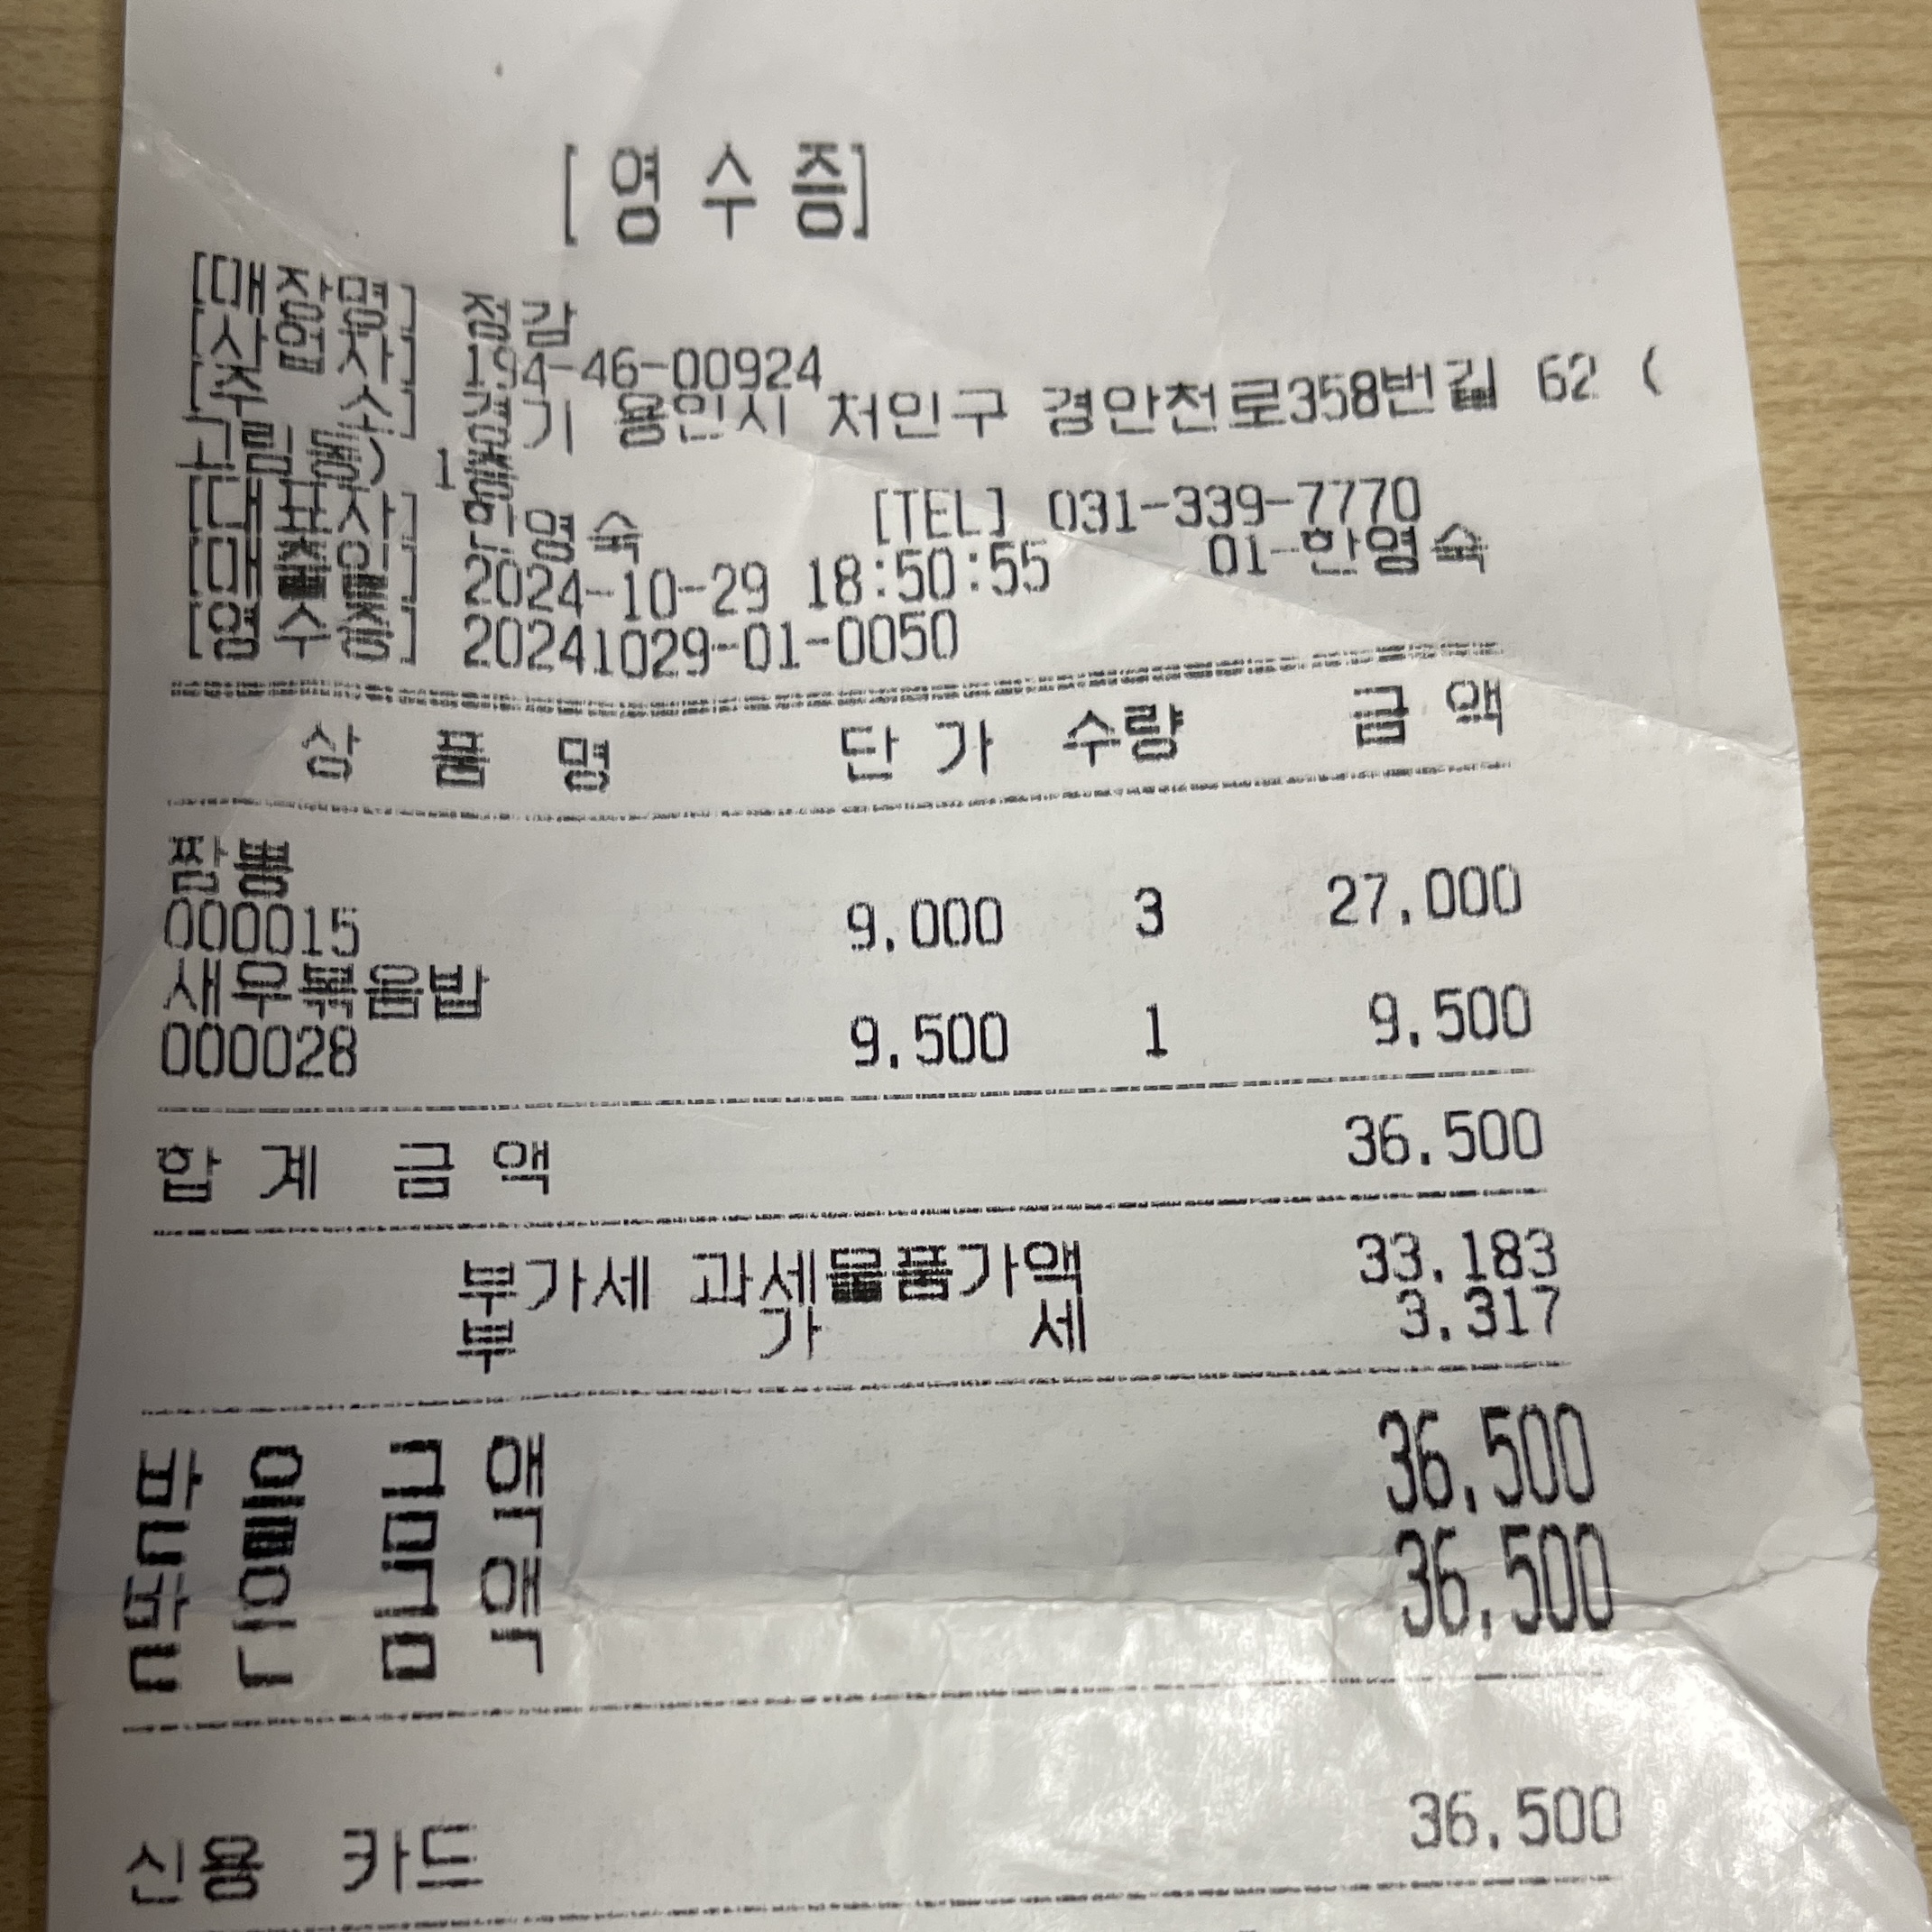 [ 영 수 증]
[매장명] 점감
[사업자] 194-46-00924
[주 소] 경기 용인시 처인구 경안천로358번길 62 (
고림동) 1층
[대표자] 한영숙 [TEL] 031-339-7770
[매출일] 2024-10-29 18:50:55 01-한영숙
[영수증] 20241029-01-0050
상 품 명 단 가 수량 금 액
짬뽕
000015 9,000 3 27,000
새우볶음밥
000028 9,500 1 9,500
합 계 금 액 36,500
부가세 과세물품가액 33,183
부 가 세 3,317
받 을 금 액 36,500
받 은 금 액 36,500
신용 카드 36,500